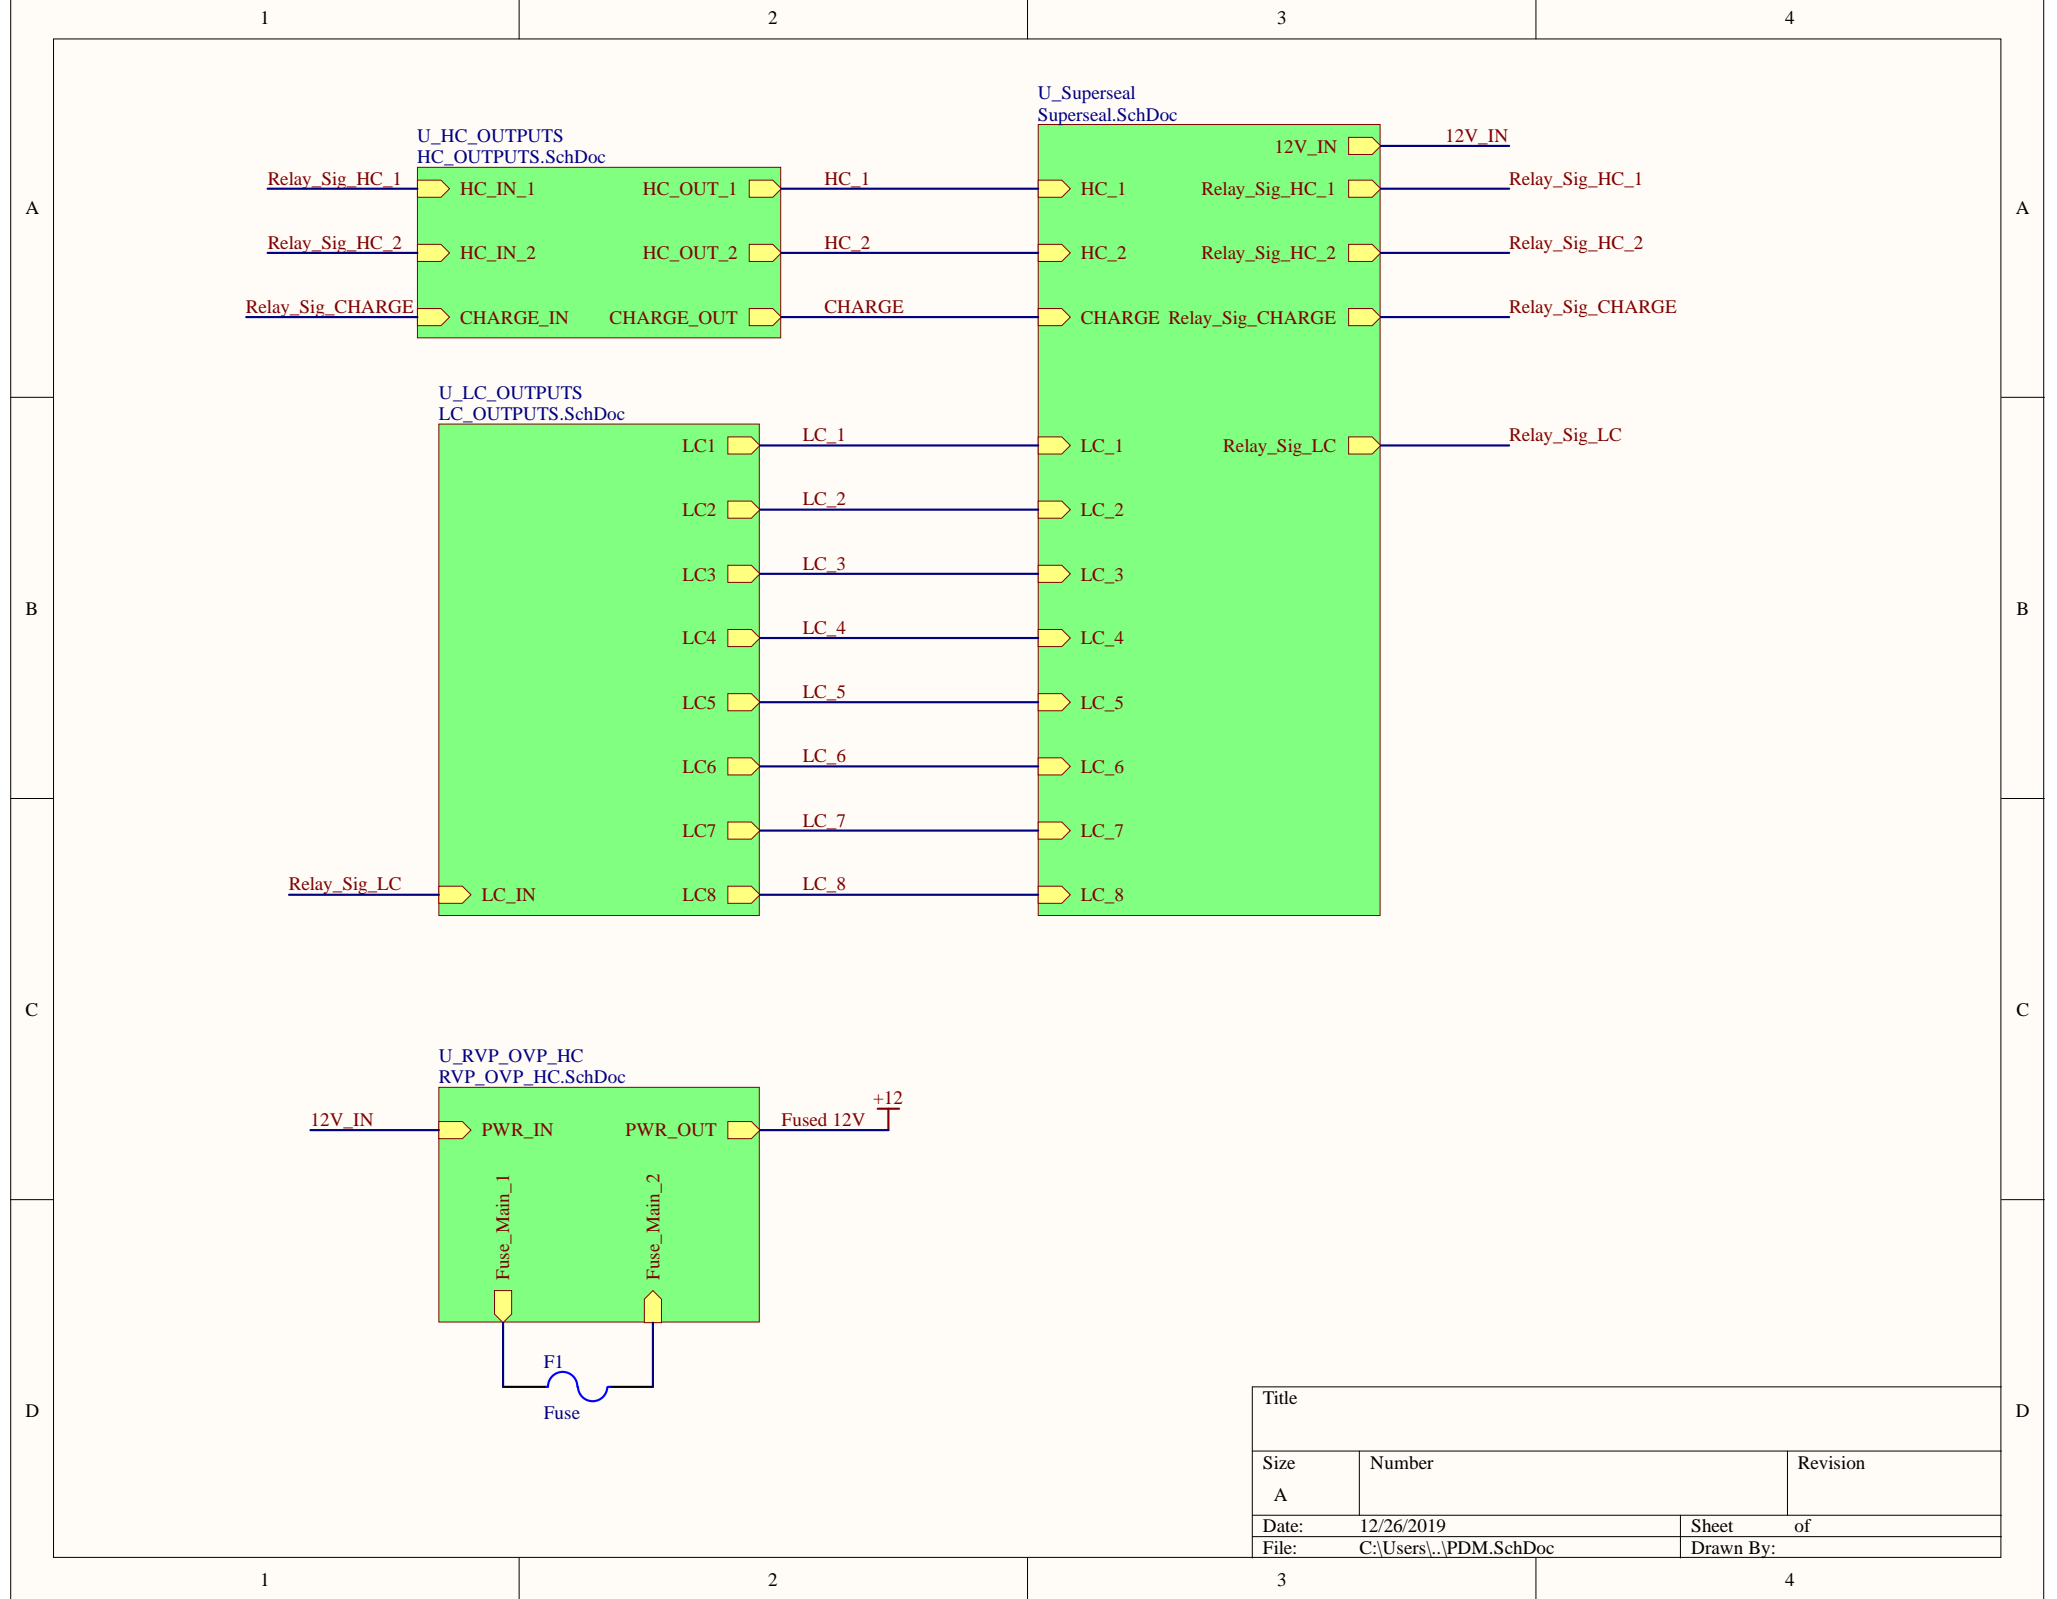 1 2 3 4
U_Superseal
Superseal.SchDoc
U_HC_OUTPUTS
HC_OUTPUTS.SchDoc
12V_IN 12V_IN
Relay_Sig_HC_1 HC_IN_1 HC_OUT_1 HC_1 HC_1 Relay_Sig_HC_1 Relay_Sig_HC_1
A A
Relay_Sig_HC_2 HC_IN_2 HC_OUT_2 HC_2 HC_2 Relay_Sig_HC_2 Relay_Sig_HC_2
Relay_Sig_CHARGE CHARGE_IN CHARGE_OUT CHARGE CHARGE Relay_Sig_CHARGE Relay_Sig_CHARGE
U_LC_OUTPUTS
LC_OUTPUTS.SchDoc
LC1 LC_1 LC_1 Relay_Sig_LC Relay_Sig_LC
LC2 LC_2 LC_2
LC3 LC_3 LC_3
B B
LC4 LC_4 LC_4
LC5 LC_5 LC_5
LC6 LC_6 LC_6
LC7 LC_7 LC_7
Relay_Sig_LC LC_IN LC8 LC_8 LC_8
C C
U_RVP_OVP_HC
RVP_OVP_HC.SchDoc
+12
12V_IN PWR_IN PWR_OUT Fused 12V
Fuse_Main_1 Fuse_Main_2
F1
Fuse
D D
Title
Size Number Revision
A
Date: 12/26/2019 Sheet of
File: C:\Users\..\PDM.SchDoc Drawn By:
1 2 3 4